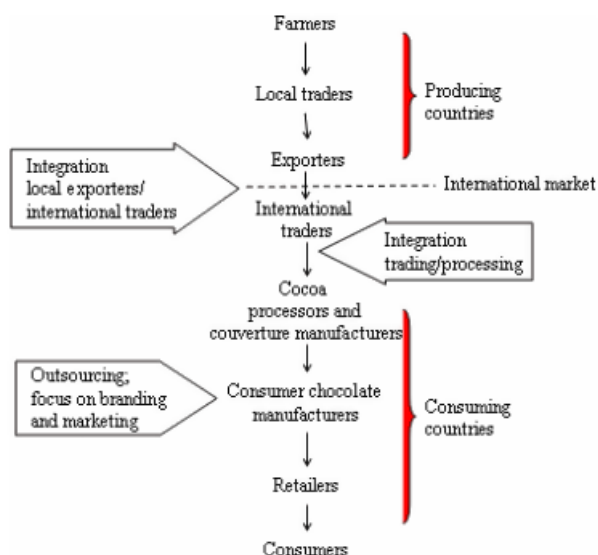 Farmers
Local traders
Producing
countries
Exporters
Integration
local exporters/
international traders
International market
International
traders
Integration
trading/processing
Cocoa
processors and
couverture manufacturers
Outsourcing;
focus on branding
and marketing
Consumer chocolate
manufacturers
Consuming
countries
Retailers
Consumers